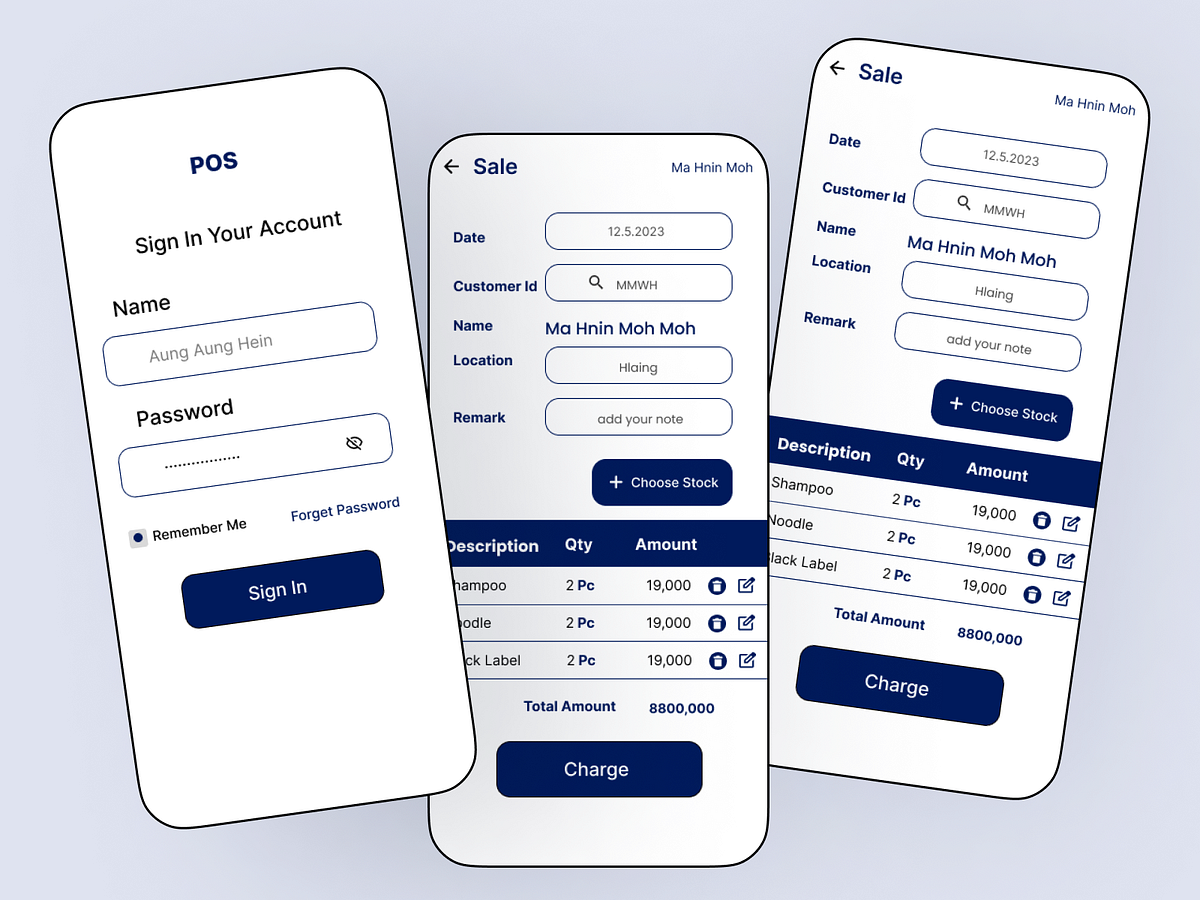 POS
Sign In Your Account
Name
Aung Aung Hein
Password
Remember Me Forget Password
Sign In
Sale Ma Hnin Moh
Date 12.5.2023
Customer Id MMWH
Name Ma Hnin Moh Moh
Location Hlaing
Remark add your note
+ Choose Stock
Description Qty Amount
hampoo 2 Pc 19,000
oodle 2 Pc 19,000
ck Label 2 Pc 19,000
Total Amount 8800,000
Charge
Sale Ma Hnin Moh
Date 12.5.2023
Customer Id MMWH
Name Ma Hnin Moh Moh
Location Hlaing
Remark add your note
+ Choose Stock
Description Qty Amount
Shampoo 2 Pc 19,000
Noodle 2 Pc 19,000
lack Label 2 Pc 19,000
Total Amount 8800,000
Charge